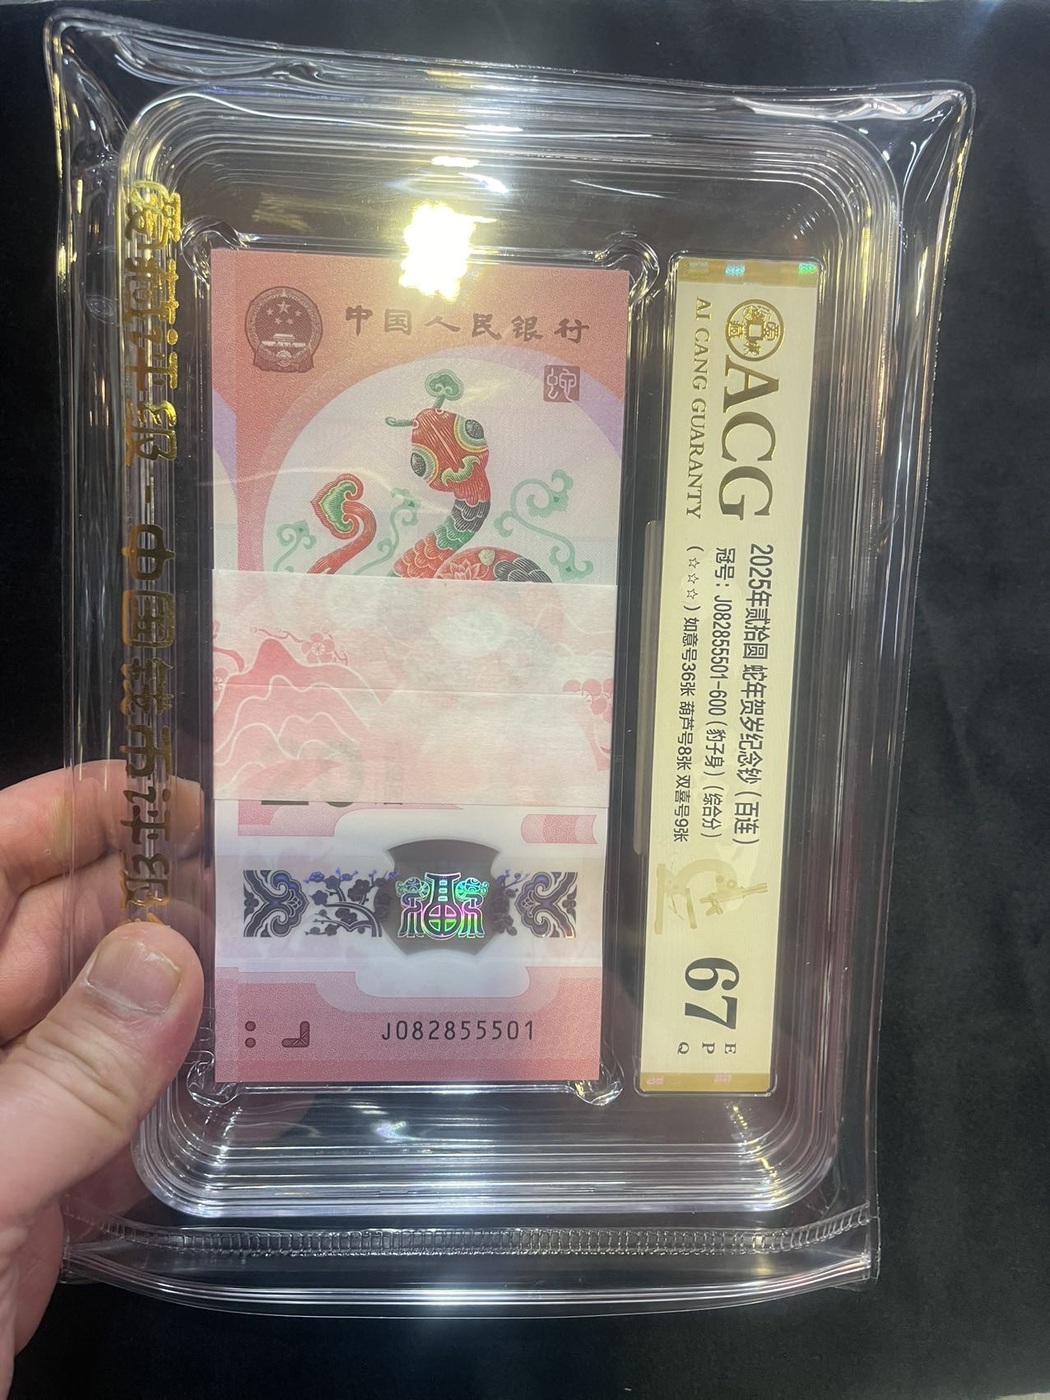 中国人民银行
蛇
福
J082855501
ACG
AI CANG GUARANTY
2025年贰拾圆 蛇年贺岁纪念钞（百连）
冠号：J082855501-600（豹子身）（综合分）
（☆☆☆）如意号36张 葫芦号8张 双喜号9张
67
E
P
Q
爱藏评级-中国钱币评级